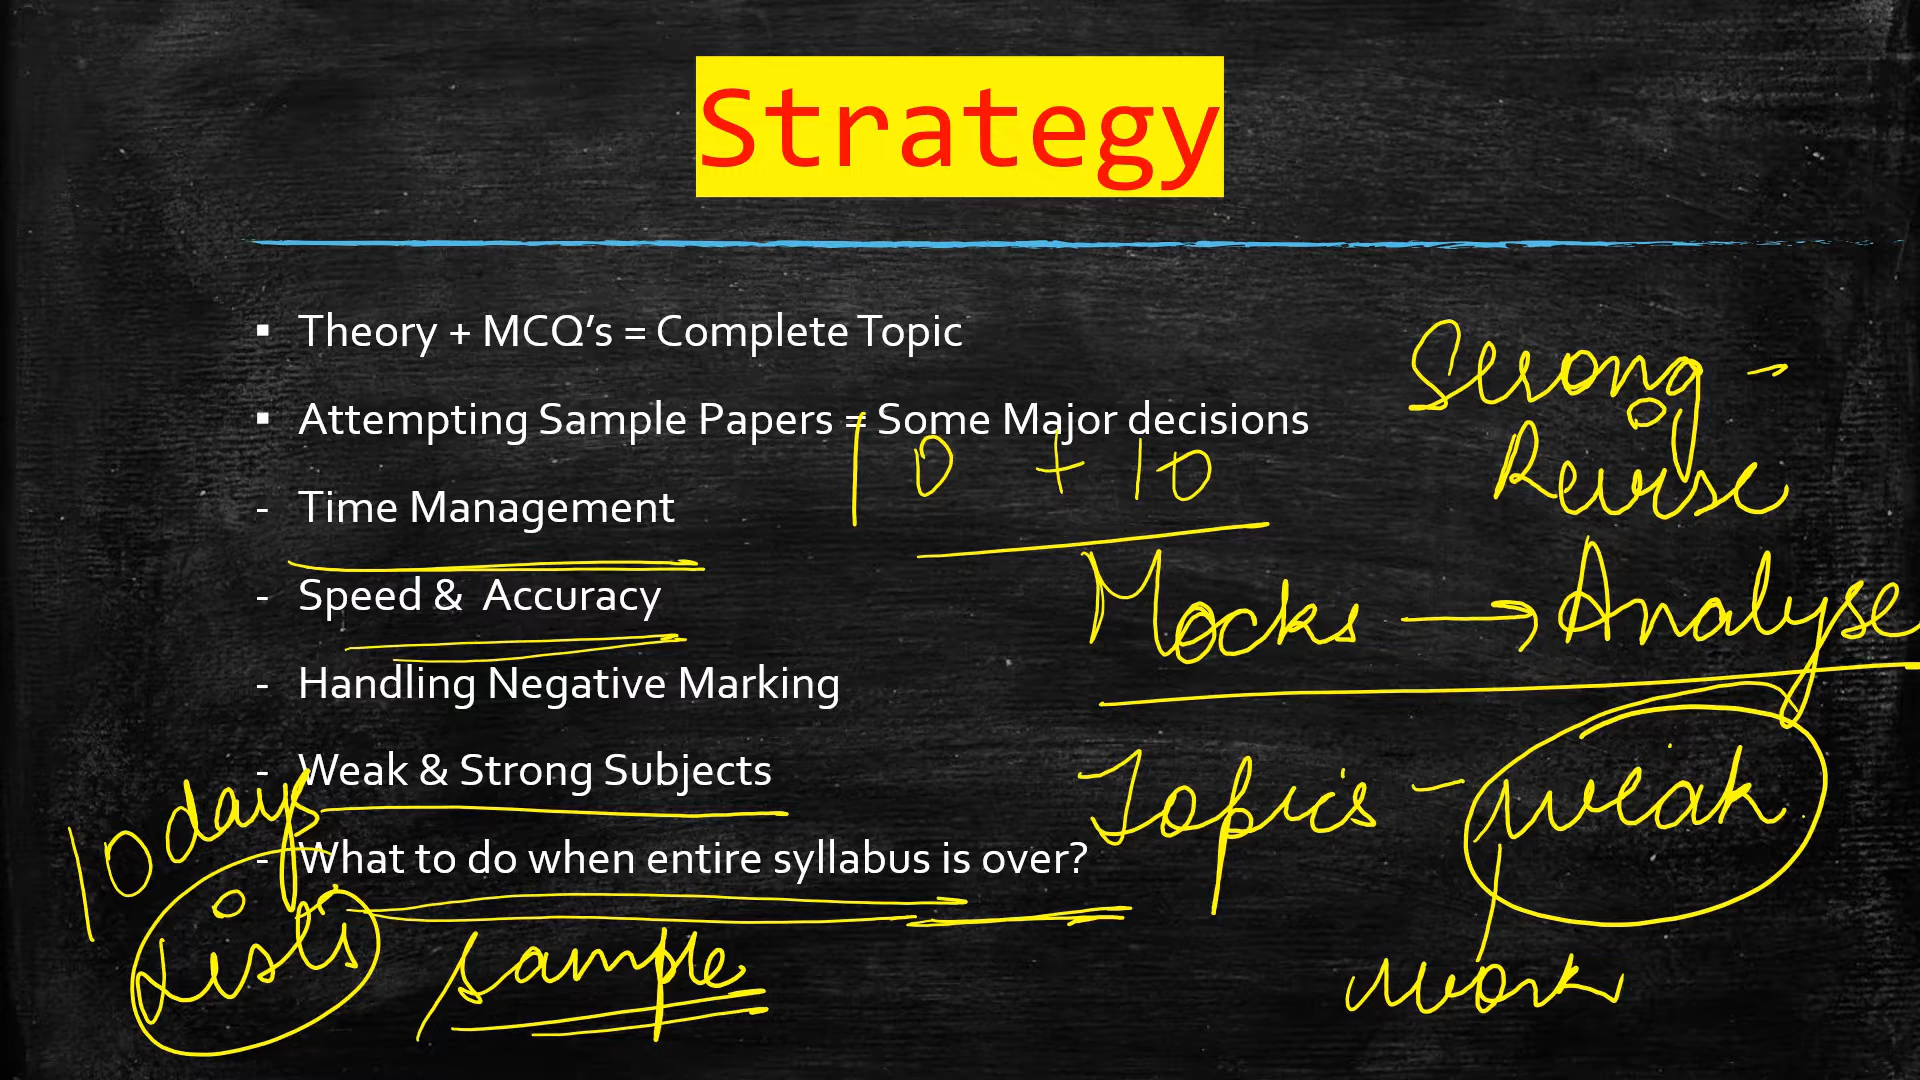 Strategy
▪ Theory + MCQ’s = Complete Topic
▪ Attempting Sample Papers = Some Major decisions
- Time Management
- Speed & Accuracy
- Handling Negative Marking
- Weak & Strong Subjects
- What to do when entire syllabus is over?
10 + 10
Strong -
Revise
Mocks → Analyse
Topics - weak
work
10 days
Lists
sample